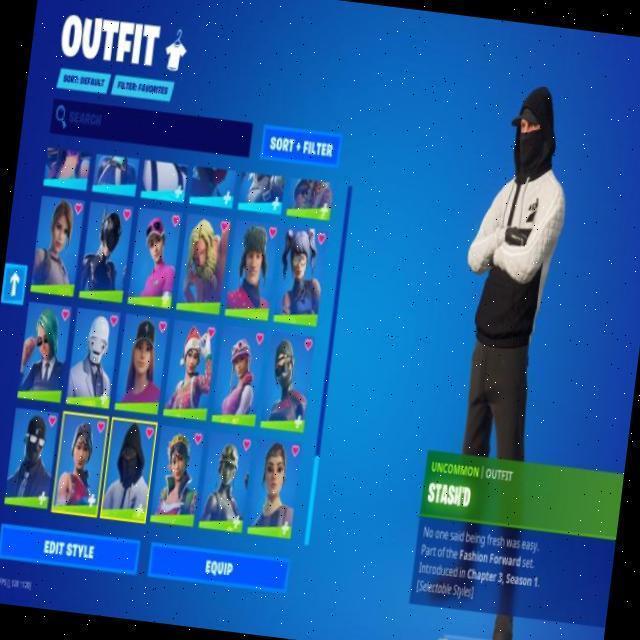 OUTFIT
SORT: DEFAULT
FILTER: FAVORITES
SEARCH
SORT + FILTER
UNCOMMON | OUTFIT
STASH'D
No one said being fresh was easy.
Part of the Fashion Forward set.
Introduced in Chapter 3, Season 1.
[Selectable Styles]
EDIT STYLE
EQUIP